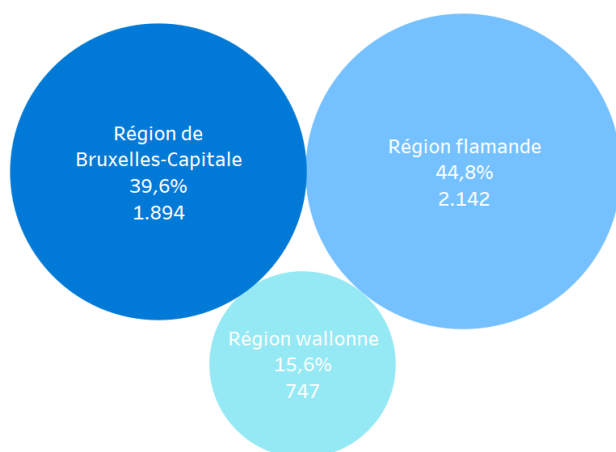 Région de
Bruxelles-Capitale
39,6%
1.894
Région flamande
44,8%
2.142
Région wallonne
15,6%
747